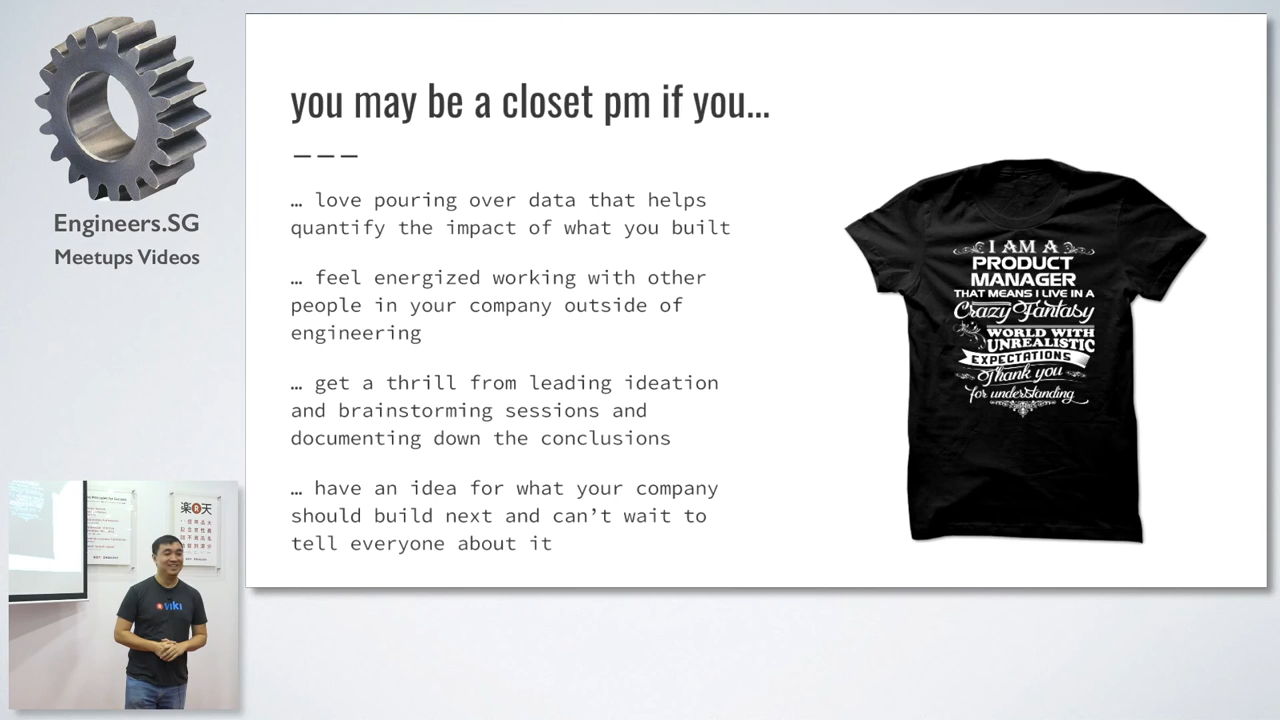 Engineers.SG
Meetups Videos
you may be a closet pm if you...
… love pouring over data that helps
quantify the impact of what you built
… feel energized working with other
people in your company outside of
engineering
… get a thrill from leading ideation
and brainstorming sessions and
documenting down the conclusions
… have an idea for what your company
should build next and can’t wait to
tell everyone about it
I AM A
PRODUCT
MANAGER
THAT MEANS I LIVE IN A
Crazy Fantasy
WORLD WITH
UNREALISTIC
EXPECTATIONS
Thank you
for understanding
楽R天
viki